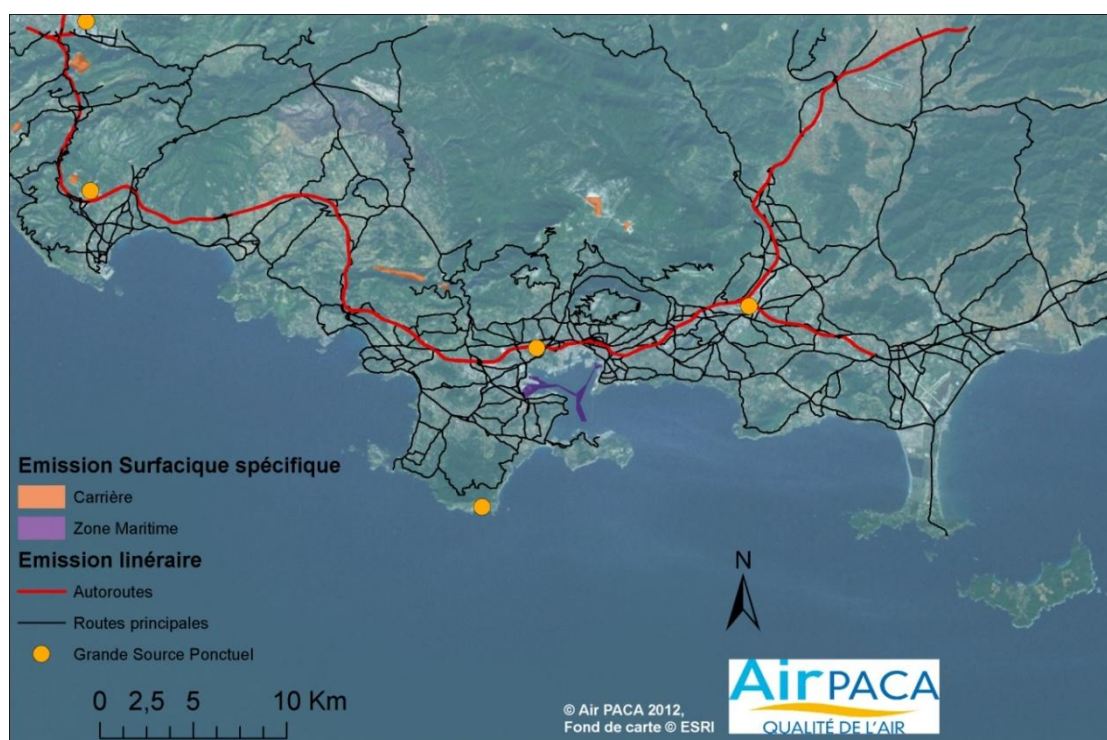 Emission Surfacique spécifique
Carrière
Zone Maritime
Emission linéraire
Autoroutes
Routes principales
Grande Source Ponctuel
0 2,5 5 10 Km
N
© Air PACA 2012,
Fond de carte © ESRI
AirPACA
QUALITÉ DE L'AIR